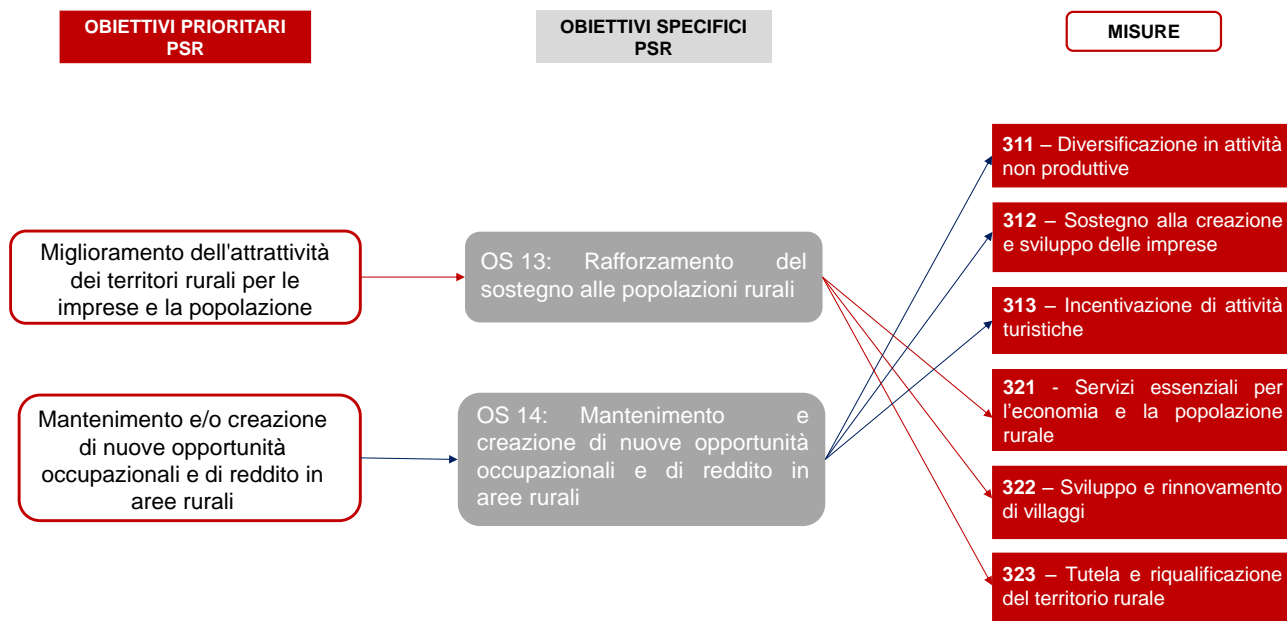 OBIETTIVI PRIORITARI
PSR
OBIETTIVI SPECIFICI
PSR
MISURE
Miglioramento dell'attrattività
dei territori rurali per le
imprese e la popolazione
Mantenimento e/o creazione
di nuove opportunità
occupazionali e di reddito in
aree rurali
OS 13: Rafforzamento del
sostegno alle popolazioni rurali
OS 14: Mantenimento e
creazione di nuove opportunità
occupazionali e di reddito in
aree rurali
311 – Diversificazione in attività
non produttive
312 – Sostegno alla creazione
e sviluppo delle imprese
313 – Incentivazione di attività
turistiche
321 - Servizi essenziali per
l’economia e la popolazione
rurale
322 – Sviluppo e rinnovamento
di villaggi
323 – Tutela e riqualificazione
del territorio rurale